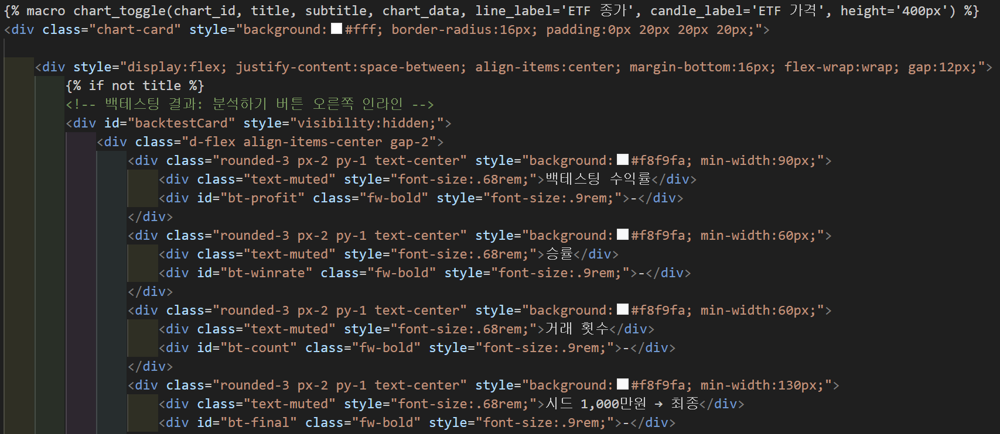 {% macro chart_toggle(chart_id, title, subtitle, chart_data, line_label='ETF 종가', candle_label='ETF 가격', height='400px') %}
<div class="chart-card" style="background:#fff; border-radius:16px; padding:0px 20px 20px 20px;">
<div style="display:flex; justify-content:space-between; align-items:center; margin-bottom:16px; flex-wrap:wrap; gap:12px;">
{% if not title %}
<!-- 백테스팅 결과: 분석하기 버튼 오른쪽 인라인 -->
<div id="backtestCard" style="visibility:hidden;">
<div class="d-flex align-items-center gap-2">
<div class="rounded-3 px-2 py-1 text-center" style="background:#f8f9fa; min-width:90px;">
<div class="text-muted" style="font-size:.68rem;">백테스팅 수익률</div>
<div id="bt-profit" class="fw-bold" style="font-size:.9rem;">-</div>
</div>
<div class="rounded-3 px-2 py-1 text-center" style="background:#f8f9fa; min-width:60px;">
<div class="text-muted" style="font-size:.68rem;">승률</div>
<div id="bt-winrate" class="fw-bold" style="font-size:.9rem;">-</div>
</div>
<div class="rounded-3 px-2 py-1 text-center" style="background:#f8f9fa; min-width:60px;">
<div class="text-muted" style="font-size:.68rem;">거래 횟수</div>
<div id="bt-count" class="fw-bold" style="font-size:.9rem;">-</div>
</div>
<div class="rounded-3 px-2 py-1 text-center" style="background:#f8f9fa; min-width:130px;">
<div class="text-muted" style="font-size:.68rem;">시드 1,000만원 → 최종</div>
<div id="bt-final" class="fw-bold" style="font-size:.9rem;">-</div>